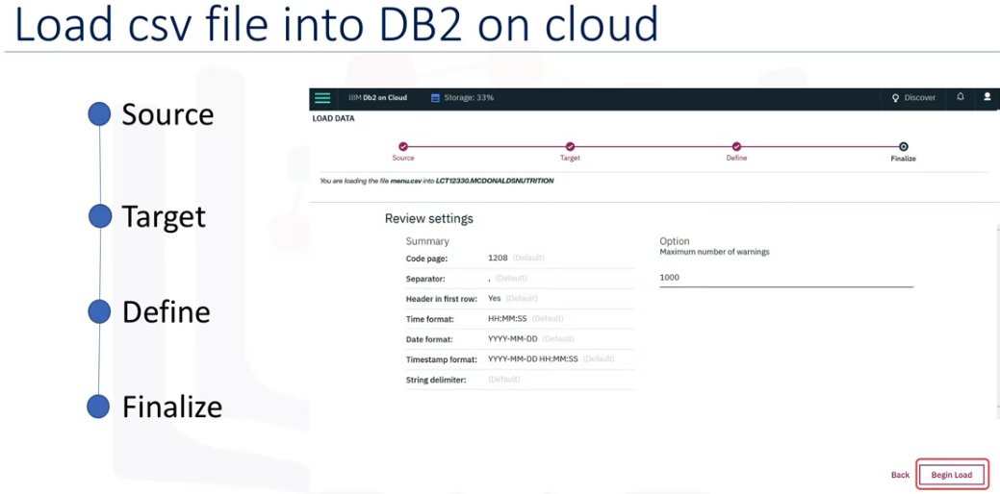 Load csv file into DB2 on cloud
Source
Target
Define
Finalize
IBM Db2 on Cloud
Storage: 33%
Discover
LOAD DATA
Source
Target
Define
Finalize
You are loading the file menu.csv into LCT12330.MCDONALDSNUTRITION
Review settings
Summary
Code page: 1208 (Default)
Separator: , (Default)
Header in first row: Yes (Default)
Time format: HH:MM:SS (Default)
Date format: YYYY-MM-DD (Default)
Timestamp format: YYYY-MM-DD HH:MM:SS (Default)
String delimiter: (Default)
Option
Maximum number of warnings
1000
Back
Begin Load